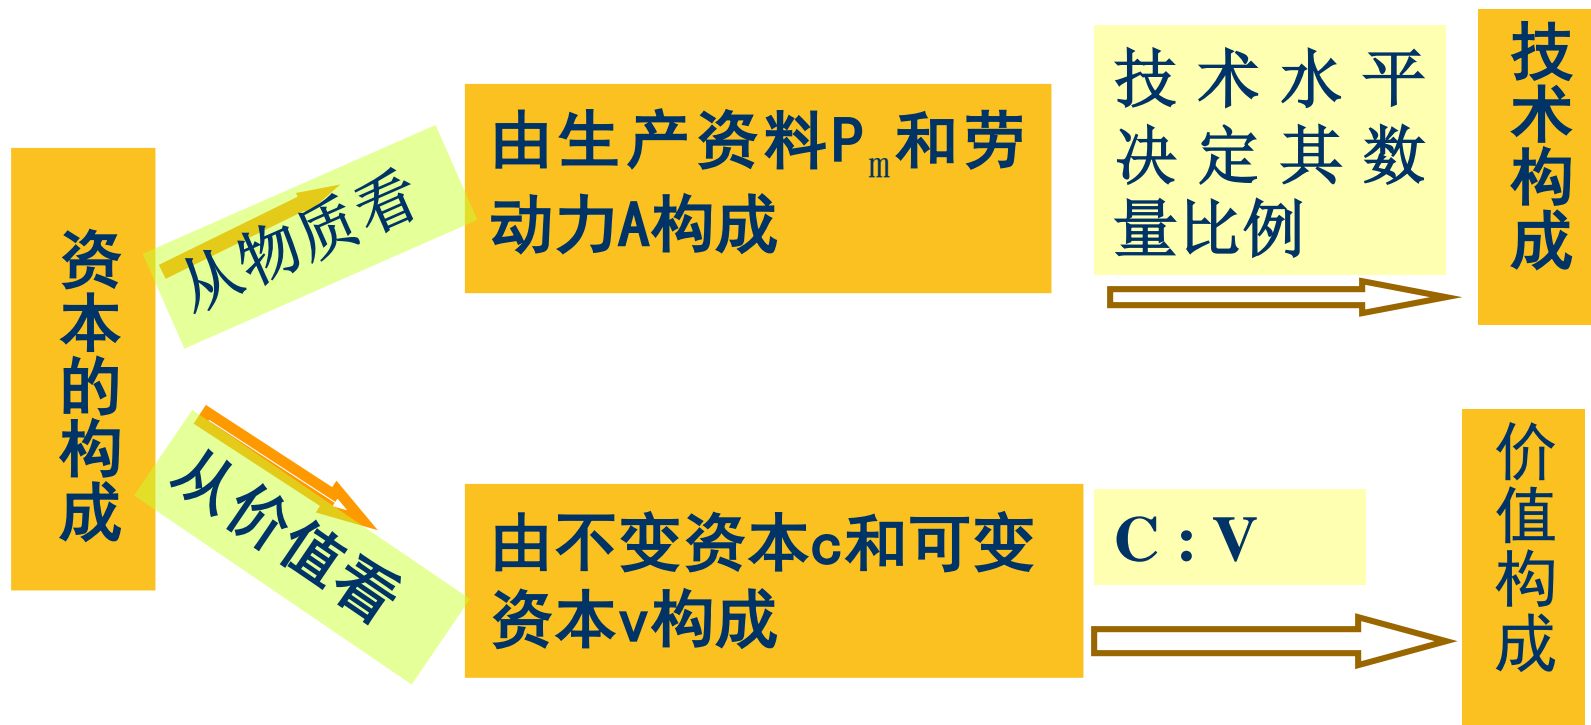 资本的构成
从物质看
由生产资料Pm和劳
动力A构成
技术水平
决定其数
量比例
技术构成
从价值看
由不变资本c和可变
资本v构成
C:V
价值构成